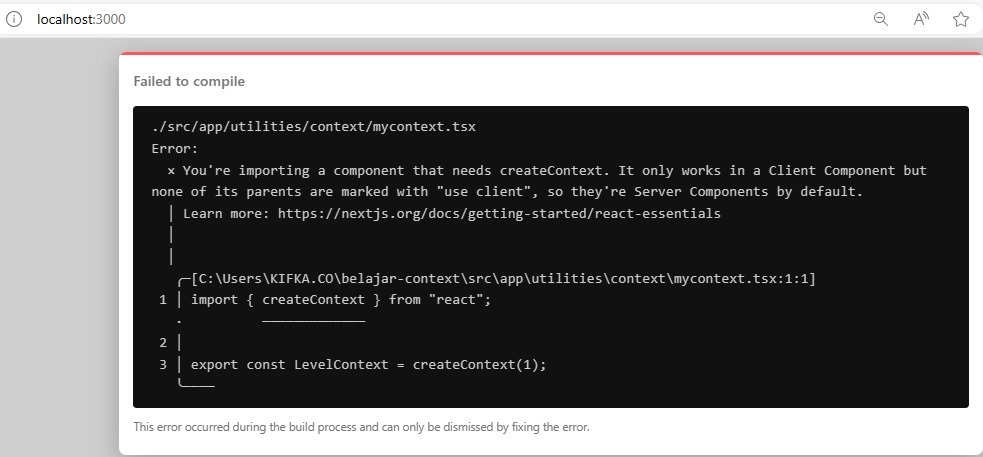 localhost:3000
Failed to compile
./src/app/utilities/context/mycontext.tsx
Error:
× You're importing a component that needs createContext. It only works in a Client Component but
none of its parents are marked with "use client", so they're Server Components by default.
│ Learn more: https://nextjs.org/docs/getting-started/react-essentials
│
│
╭─[C:\Users\KIFKA.CO\belajar-context\src\app\utilities\context\mycontext.tsx:1:1]
1 │ import { createContext } from "react";
·          ─────────────
2 │
3 │ export const LevelContext = createContext(1);
╰────
This error occurred during the build process and can only be dismissed by fixing the error.